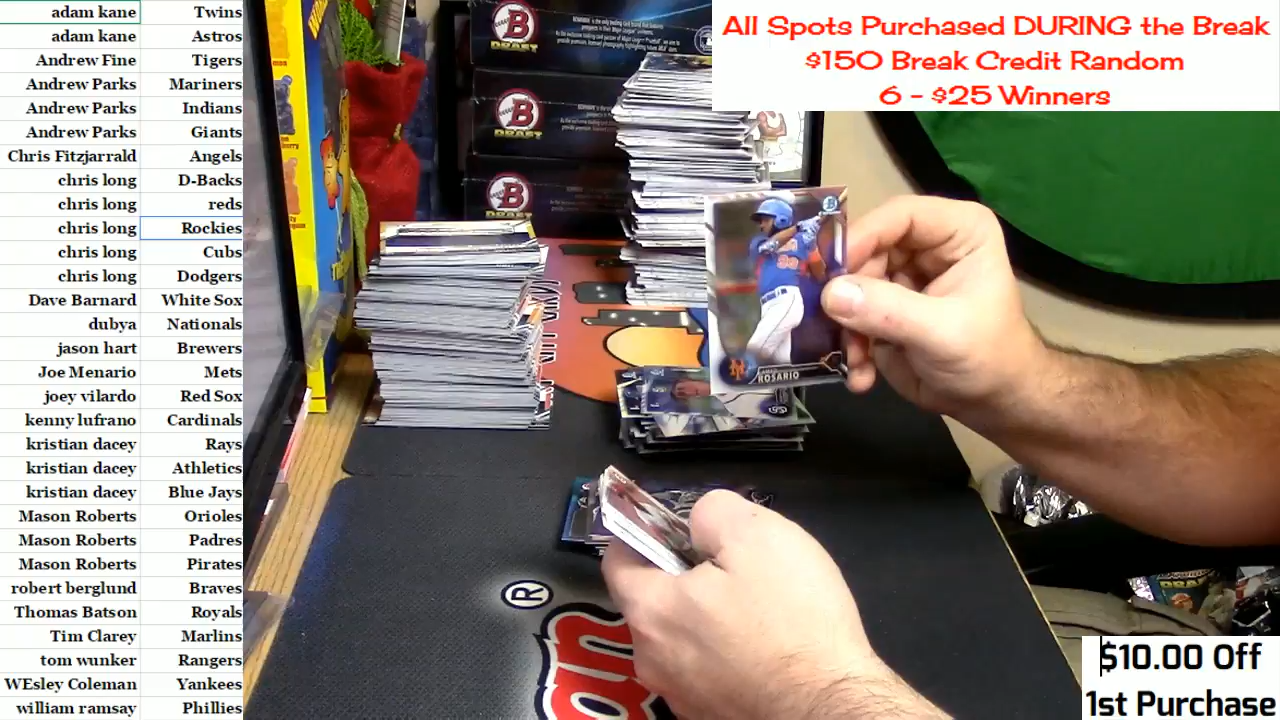 adam kane Twins
adam kane Astros
Andrew Fine Tigers
Andrew Parks Mariners
Andrew Parks Indians
Andrew Parks Giants
Chris Fitzjarrald Angels
chris long D-Backs
chris long reds
chris long Rockies
chris long Cubs
chris long Dodgers
Dave Barnard White Sox
dubya Nationals
jason hart Brewers
Joe Menario Mets
joey vilardo Red Sox
kenny lufrano Cardinals
kristian dacey Rays
kristian dacey Athletics
kristian dacey Blue Jays
Mason Roberts Orioles
Mason Roberts Padres
Mason Roberts Pirates
robert berglund Braves
Thomas Batson Royals
Tim Clarey Marlins
tom wunker Rangers
WEsley Coleman Yankees
william ramsay Phillies
All Spots Purchased DURING the Break
$150 Break Credit Random
6 - $25 Winners
B
DRAFT
B
DRAFT
B
DRAFT
ROSARIO
®
an
$10.00 Off
1st Purchase